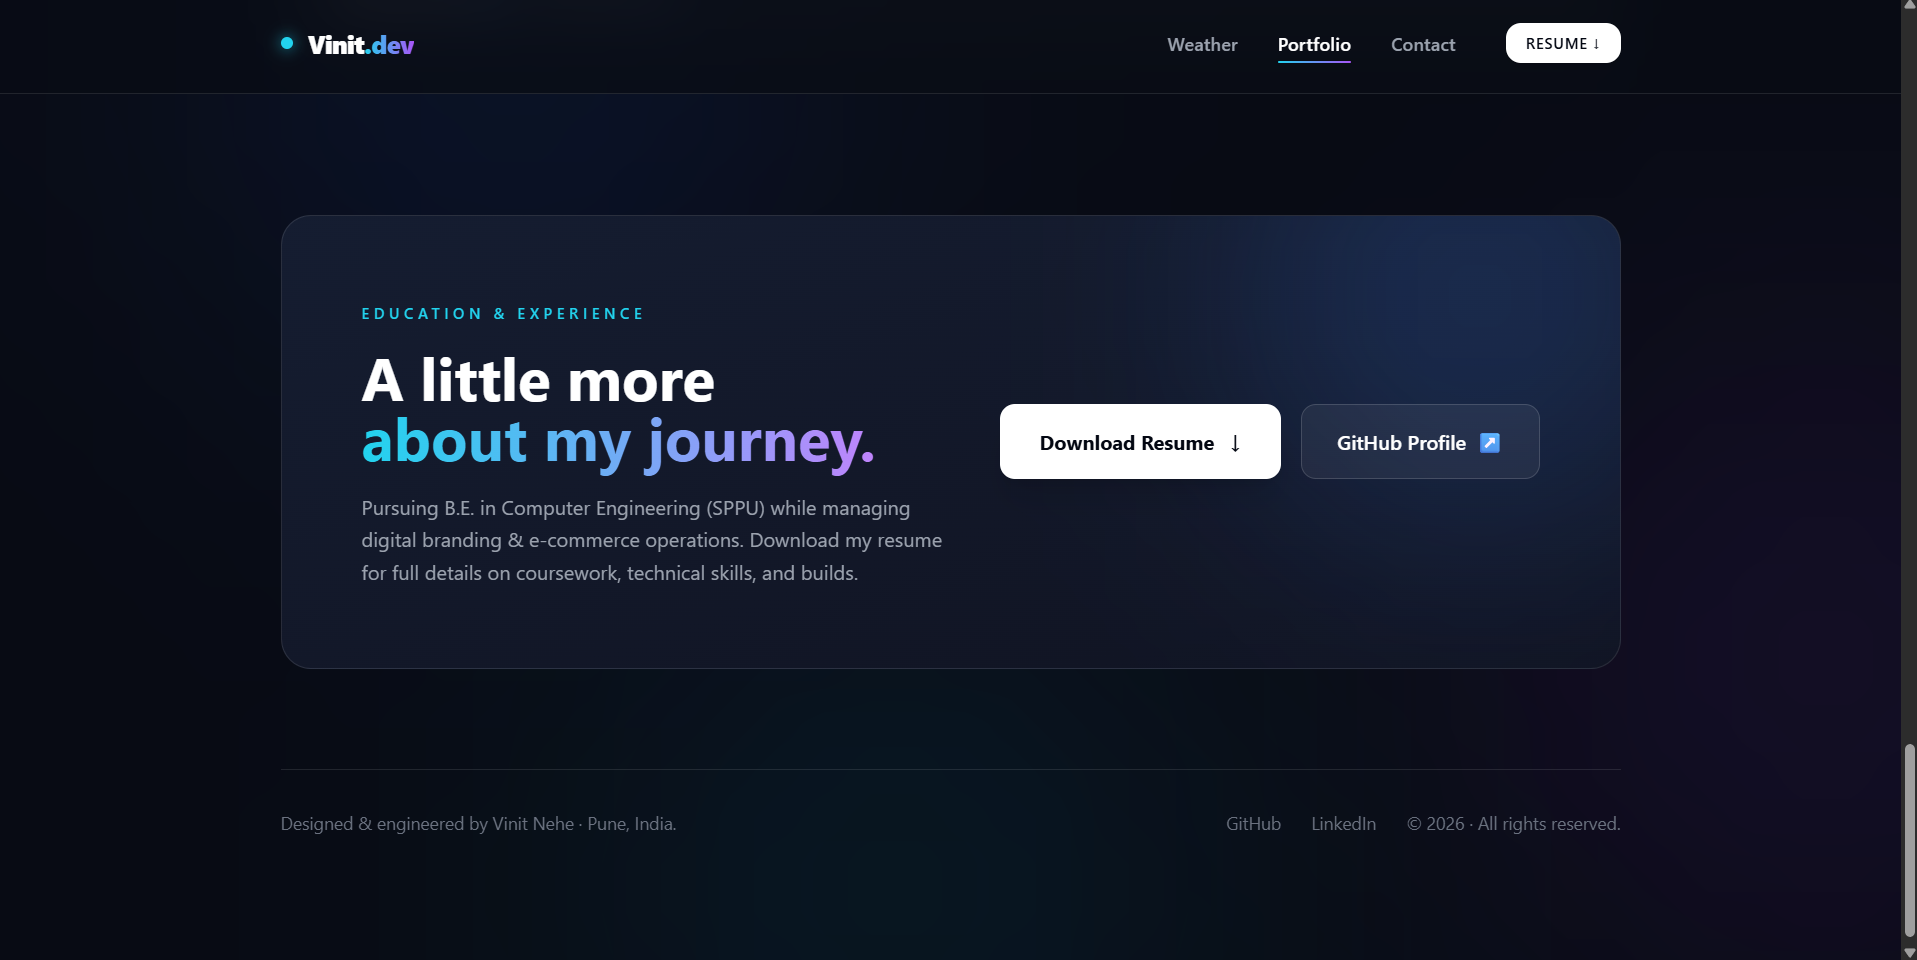 Vinit.dev
Weather
Portfolio
Contact
RESUME ↓
EDUCATION & EXPERIENCE
A little more
about my journey.
Pursuing B.E. in Computer Engineering (SPPU) while managing
digital branding & e-commerce operations. Download my resume
for full details on coursework, technical skills, and builds.
Download Resume ↓
GitHub Profile ↗
Designed & engineered by Vinit Nehe · Pune, India.
GitHub
LinkedIn
© 2026 · All rights reserved.